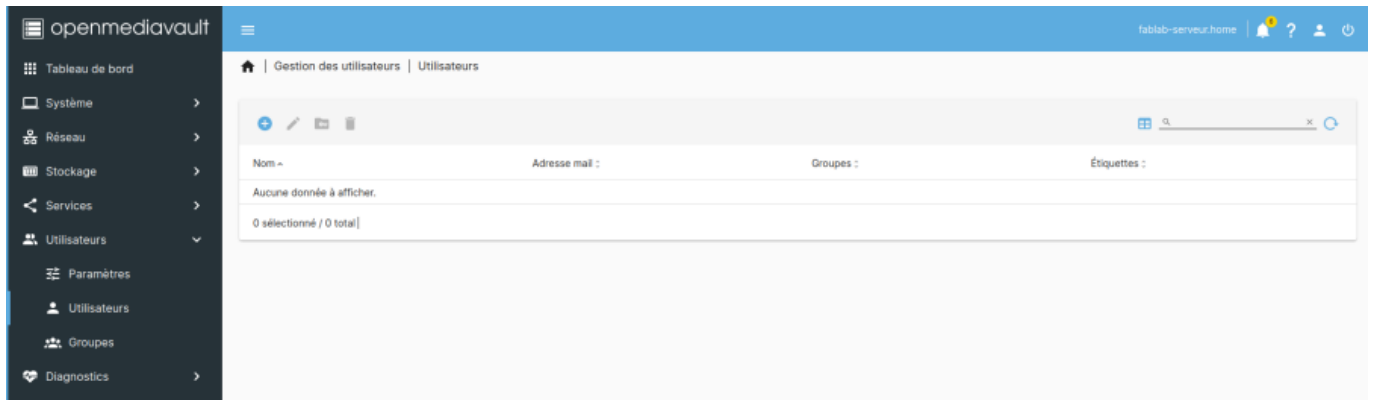 openmediavault
fablab-serveur.home
Tableau de bord
Gestion des utilisateurs | Utilisateurs
Système
Réseau
Stockage
Services
Utilisateurs
Paramètres
Utilisateurs
Groupes
Diagnostics
Nom
Adresse mail
Groupes
Étiquettes
Aucune donnée à afficher.
0 sélectionné / 0 total